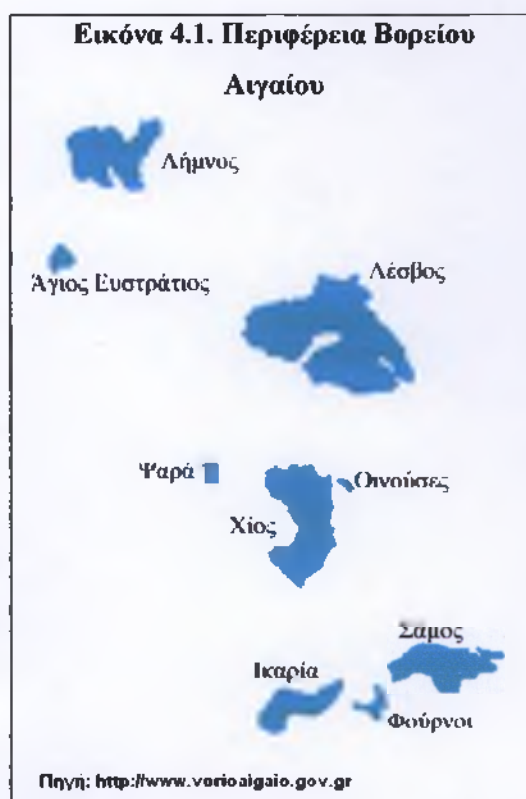 Εικόνα 4.1. Περιφέρεια Βορείου
Αιγαίου
Λήμνος
Άγιος Ευστράτιος
Λέσβος
Ψαρά
Οινούσες
Χίος
Σάμος
Ικαρία
Φούρνοι
Πηγή: http://www.vorioaigaio.gov.gr